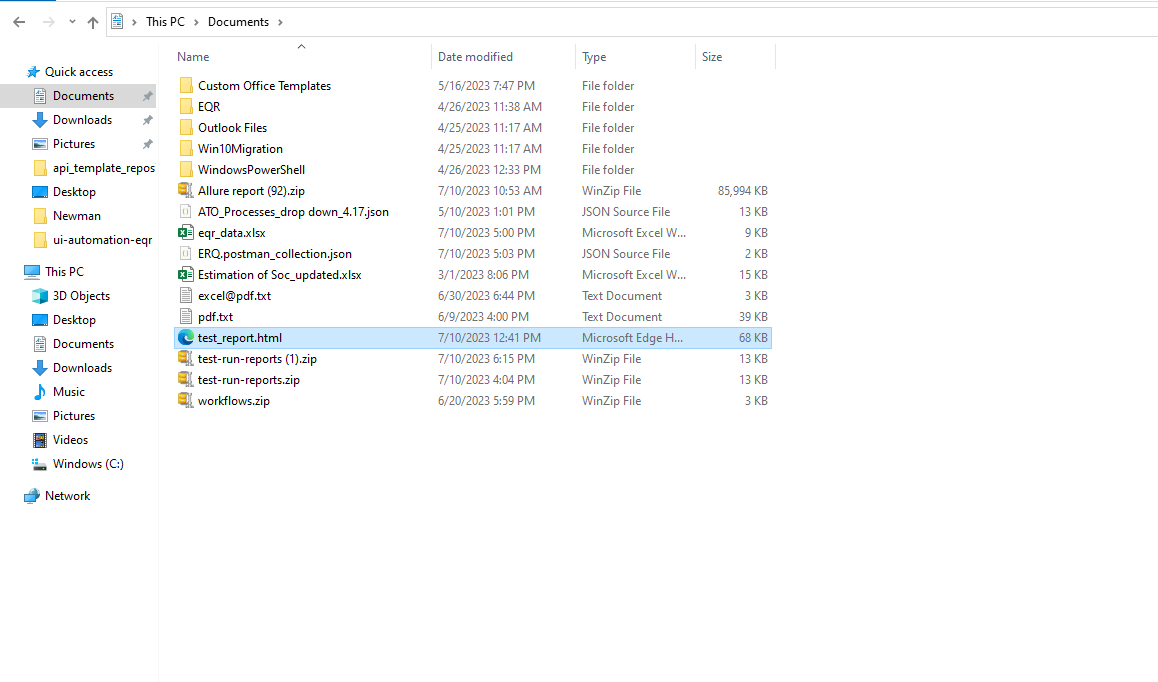 This PC > Documents >
Name Date modified Type Size
Quick access
Documents
Downloads
Pictures
api_template_repos
Desktop
Newman
ui-automation-eqr
This PC
3D Objects
Desktop
Documents
Downloads
Music
Pictures
Videos
Windows (C:)
Network
Custom Office Templates 5/16/2023 7:47 PM File folder
EQR 4/26/2023 11:38 AM File folder
Outlook Files 4/25/2023 11:17 AM File folder
Win10Migration 4/25/2023 11:17 AM File folder
WindowsPowerShell 4/26/2023 12:33 PM File folder
Allure report (92).zip 7/10/2023 10:53 AM WinZip File 85,994 KB
ATO_Processes_drop down_4.17.json 5/10/2023 1:01 PM JSON Source File 13 KB
eqr_data.xlsx 7/10/2023 5:00 PM Microsoft Excel W... 9 KB
ERQ.postman_collection.json 7/10/2023 5:03 PM JSON Source File 2 KB
Estimation of Soc_updated.xlsx 3/1/2023 8:06 PM Microsoft Excel W... 15 KB
excel@pdf.txt 6/30/2023 6:44 PM Text Document 3 KB
pdf.txt 6/9/2023 4:00 PM Text Document 39 KB
test_report.html 7/10/2023 12:41 PM Microsoft Edge H... 68 KB
test-run-reports (1).zip 7/10/2023 6:15 PM WinZip File 13 KB
test-run-reports.zip 7/10/2023 4:04 PM WinZip File 13 KB
workflows.zip 6/20/2023 5:59 PM WinZip File 3 KB